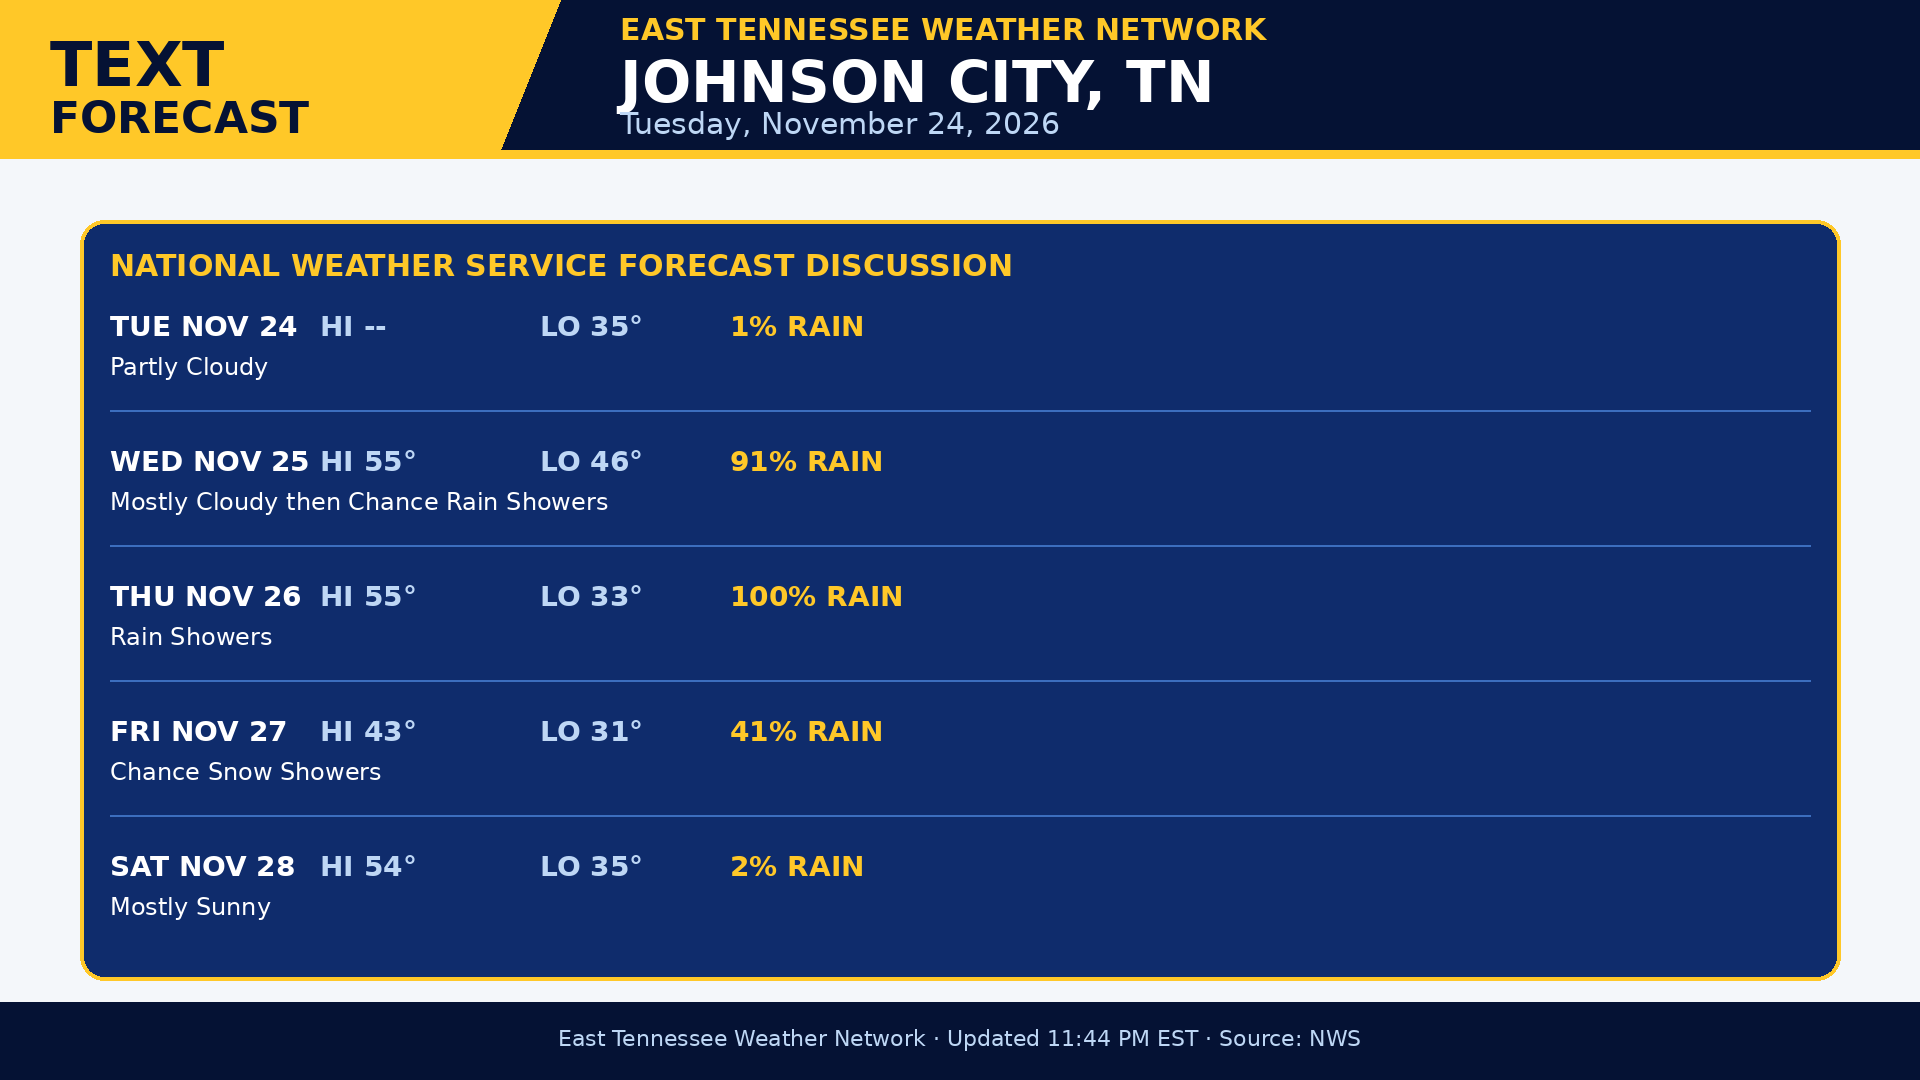 TEXT
FORECAST
EAST TENNESSEE WEATHER NETWORK
JOHNSON CITY, TN
Tuesday, November 24, 2026
NATIONAL WEATHER SERVICE FORECAST DISCUSSION
TUE NOV 24 HI -- LO 35° 1% RAIN
Partly Cloudy
WED NOV 25 HI 55° LO 46° 91% RAIN
Mostly Cloudy then Chance Rain Showers
THU NOV 26 HI 55° LO 33° 100% RAIN
Rain Showers
FRI NOV 27 HI 43° LO 31° 41% RAIN
Chance Snow Showers
SAT NOV 28 HI 54° LO 35° 2% RAIN
Mostly Sunny
East Tennessee Weather Network · Updated 11:44 PM EST · Source: NWS